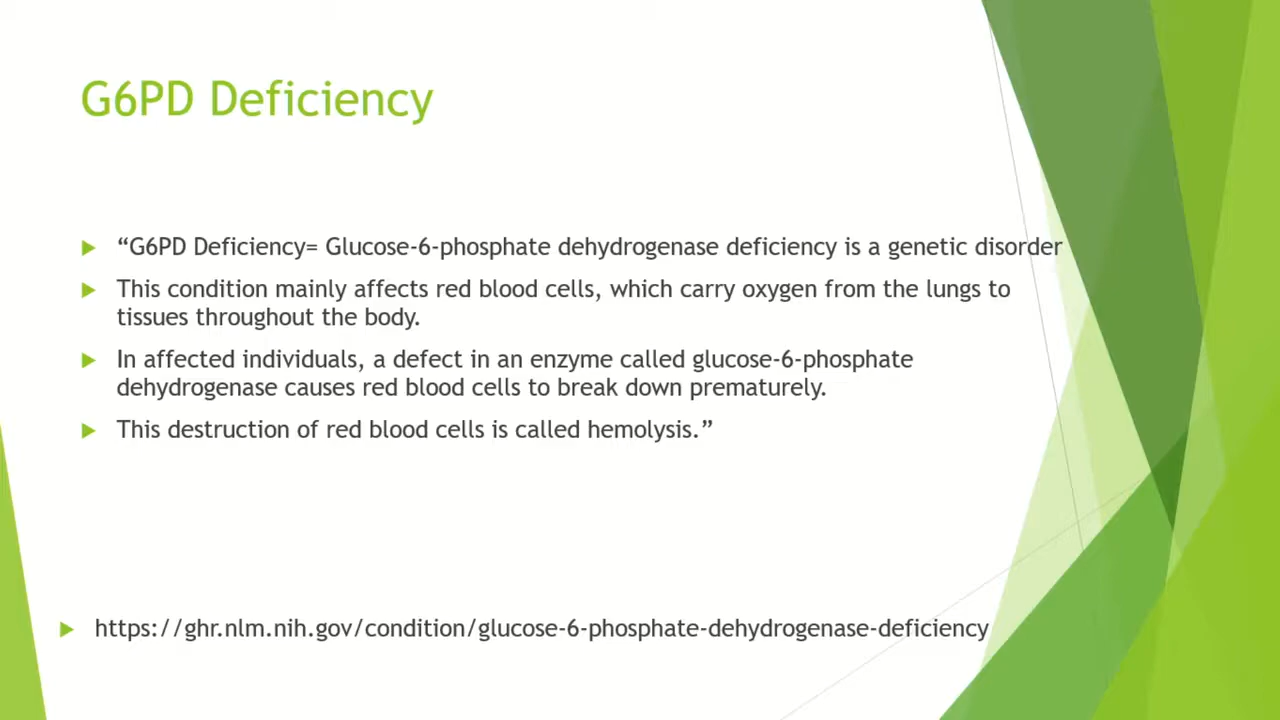 G6PD Deficiency
“G6PD Deficiency= Glucose-6-phosphate dehydrogenase deficiency is a genetic disorder
This condition mainly affects red blood cells, which carry oxygen from the lungs to
tissues throughout the body.
In affected individuals, a defect in an enzyme called glucose-6-phosphate
dehydrogenase causes red blood cells to break down prematurely.
This destruction of red blood cells is called hemolysis.”
https://ghr.nlm.nih.gov/condition/glucose-6-phosphate-dehydrogenase-deficiency